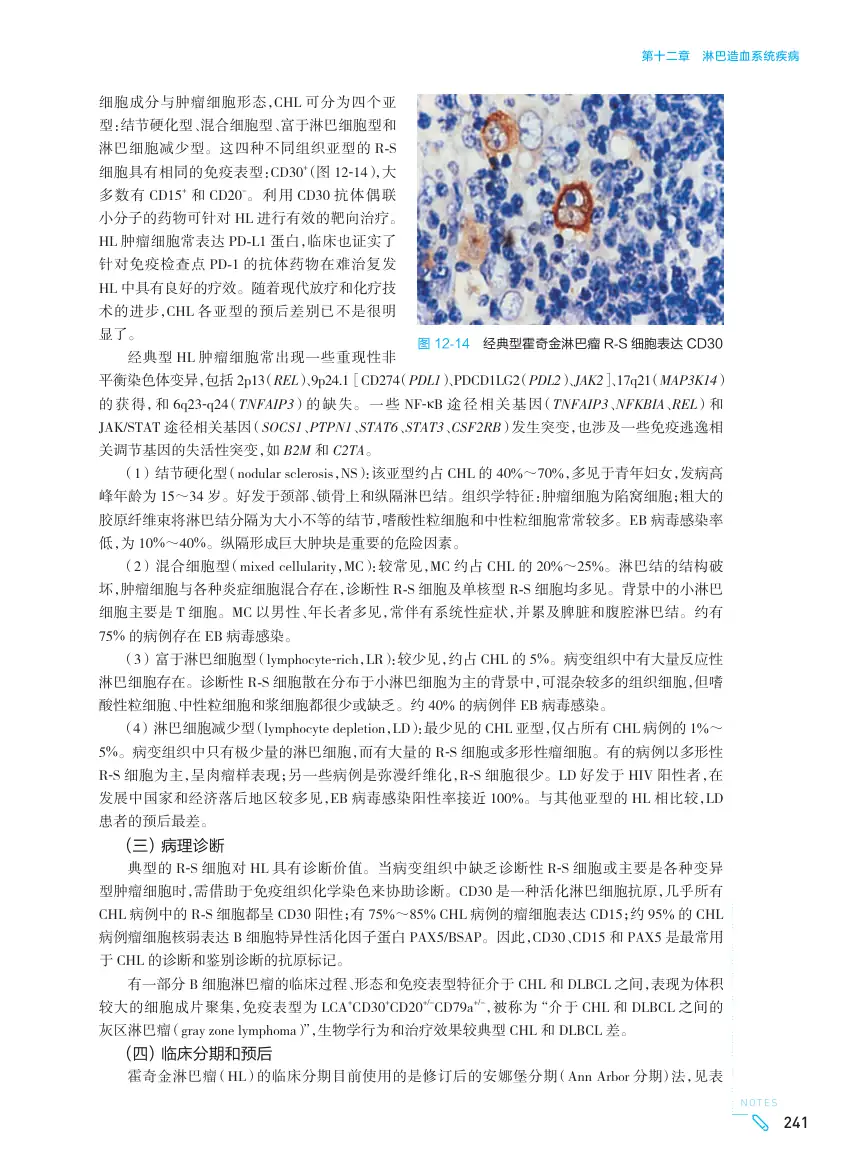 第十二章 淋巴造血系统疾病
细胞成分与肿瘤细胞形态,CHL 可分为四个亚
型:结节硬化型、混合细胞型、富于淋巴细胞型和
淋巴细胞减少型。这四种不同组织亚型的 R-S
细胞具有相同的免疫表型:CD30⁺(图 12-14),大
多数有 CD15⁺ 和 CD20⁻。利用 CD30 抗体偶联
小分子的药物可针对 HL 进行有效的靶向治疗。
HL 肿瘤细胞常表达 PD-L1 蛋白,临床也证实了
针对免疫检查点 PD-1 的抗体药物在难治复发
HL 中具有良好的疗效。随着现代放疗和化疗技
术的进步,CHL 各亚型的预后差别已不是很明
显了。
图 12-14 经典型霍奇金淋巴瘤 R-S 细胞表达 CD30
经典型 HL 肿瘤细胞常出现一些重现性非
平衡染色体变异,包括 2p13(REL)、9p24.1[CD274(PDL1)、PDCD1LG2(PDL2)、JAK2]、17q21(MAP3K14)
的获得,和 6q23-q24(TNFAIP3)的缺失。一些 NF-κB 途径相关基因(TNFAIP3、NFKBIA、REL)和
JAK/STAT 途径相关基因(SOCS1、PTPN1、STAT6、STAT3、CSF2RB)发生突变,也涉及一些免疫逃逸相
关调节基因的失活性突变,如 B2M 和 C2TA。
(1)结节硬化型(nodular sclerosis,NS):该亚型约占 CHL 的 40%~70%,多见于青年妇女,发病高
峰年龄为 15~34 岁。好发于颈部、锁骨上和纵隔淋巴结。组织学特征:肿瘤细胞为陷窝细胞;粗大的
胶原纤维束将淋巴结分隔为大小不等的结节,嗜酸性粒细胞和中性粒细胞常常较多。EB 病毒感染率
低,为 10%~40%。纵隔形成巨大肿块是重要的危险因素。
(2)混合细胞型(mixed cellularity,MC):较常见,MC 约占 CHL 的 20%~25%。淋巴结的结构破
坏,肿瘤细胞与各种炎症细胞混合存在,诊断性 R-S 细胞及单核型 R-S 细胞均多见。背景中的小淋巴
细胞主要是 T 细胞。MC 以男性、年长者多见,常伴有系统性症状,并累及脾脏和腹腔淋巴结。约有
75% 的病例存在 EB 病毒感染。
(3)富于淋巴细胞型(lymphocyte-rich,LR):较少见,约占 CHL 的 5%。病变组织中有大量反应性
淋巴细胞存在。诊断性 R-S 细胞散在分布于小淋巴细胞为主的背景中,可混杂较多的组织细胞,但嗜
酸性粒细胞、中性粒细胞和浆细胞都很少或缺乏。约 40% 的病例伴 EB 病毒感染。
(4)淋巴细胞减少型(lymphocyte depletion,LD):最少见的 CHL 亚型,仅占所有 CHL 病例的 1%~
5%。病变组织中只有极少量的淋巴细胞,而有大量的 R-S 细胞或多形性瘤细胞。有的病例以多形性
R-S 细胞为主,呈肉瘤样表现;另一些病例是弥漫纤维化,R-S 细胞很少。LD 好发于 HIV 阳性者,在
发展中国家和经济落后地区较多见,EB 病毒感染阳性率接近 100%。与其他亚型的 HL 相比较,LD
患者的预后最差。
(三)病理诊断
典型的 R-S 细胞对 HL 具有诊断价值。当病变组织中缺乏诊断性 R-S 细胞或主要是各种变异
型肿瘤细胞时,需借助于免疫组织化学染色来协助诊断。CD30 是一种活化淋巴细胞抗原,几乎所有
CHL 病例中的 R-S 细胞都呈 CD30 阳性;有 75%~85% CHL 病例的瘤细胞表达 CD15;约 95% 的 CHL
病例瘤细胞核弱表达 B 细胞特异性活化因子蛋白 PAX5/BSAP。因此,CD30、CD15 和 PAX5 是最常用
于 CHL 的诊断和鉴别诊断的抗原标记。
有一部分 B 细胞淋巴瘤的临床过程、形态和免疫表型特征介于 CHL 和 DLBCL 之间,表现为体积
较大的细胞成片聚集,免疫表型为 LCA⁺CD30⁺CD20⁺/⁻CD79a⁺/⁻,被称为“介于 CHL 和 DLBCL 之间的
灰区淋巴瘤(gray zone lymphoma)”,生物学行为和治疗效果较典型 CHL 和 DLBCL 差。
(四)临床分期和预后
霍奇金淋巴瘤(HL)的临床分期目前使用的是修订后的安娜堡分期(Ann Arbor 分期)法,见表
NOTES
241